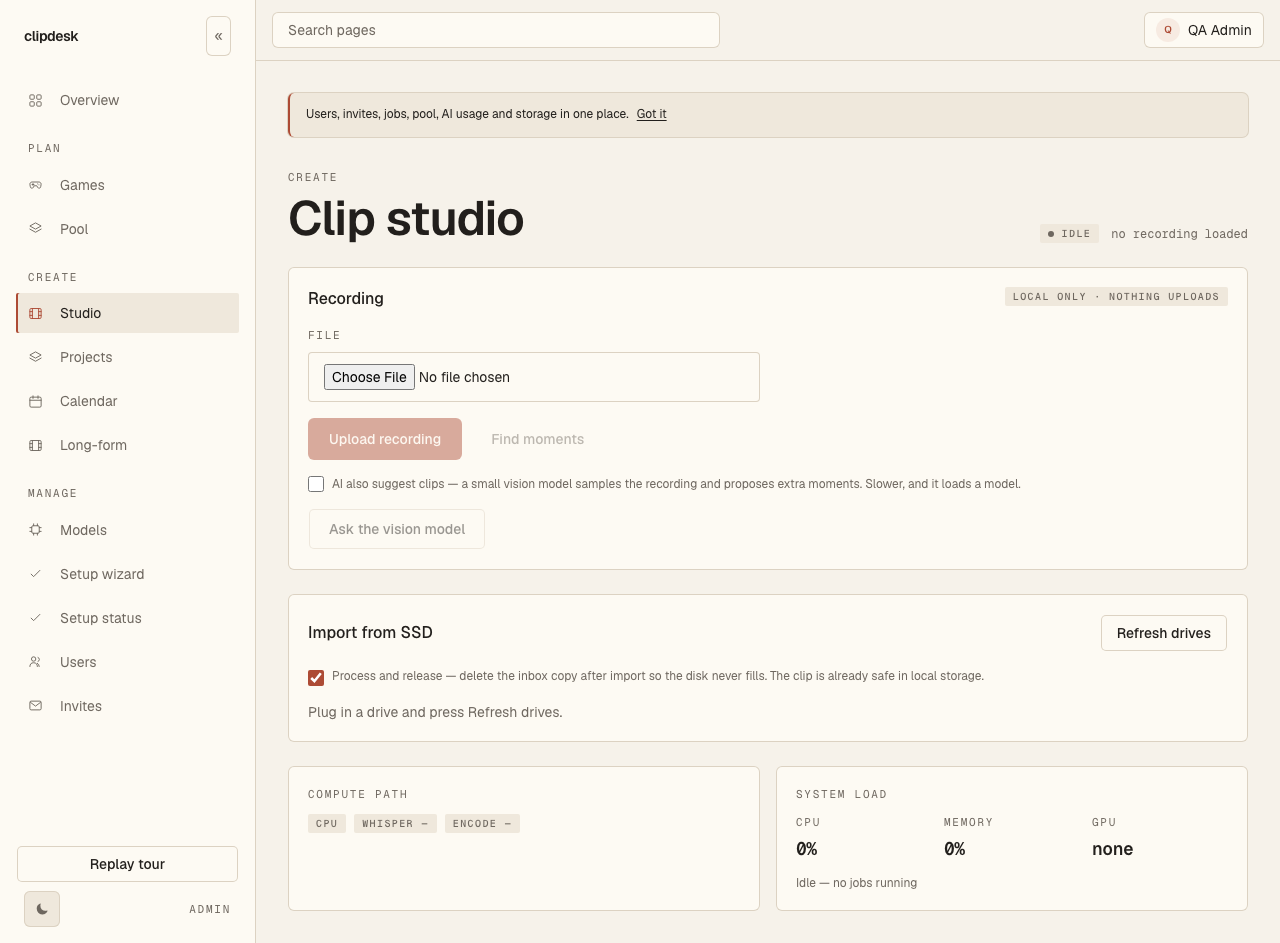 clipdesk
«
Search pages
Q
QA Admin
Overview
PLAN
Games
Pool
CREATE
Studio
Projects
Calendar
Long-form
MANAGE
Models
Setup wizard
Setup status
Users
Invites
Replay tour
ADMIN
Users, invites, jobs, pool, AI usage and storage in one place. Got it
CREATE
Clip studio
IDLE no recording loaded
Recording
LOCAL ONLY · NOTHING UPLOADS
FILE
Choose File No file chosen
Upload recording Find moments
AI also suggest clips — a small vision model samples the recording and proposes extra moments. Slower, and it loads a model.
Ask the vision model
Import from SSD
Refresh drives
Process and release — delete the inbox copy after import so the disk never fills. The clip is already safe in local storage.
Plug in a drive and press Refresh drives.
COMPUTE PATH
CPU WHISPER — ENCODE —
SYSTEM LOAD
CPU MEMORY GPU
0% 0% none
Idle — no jobs running